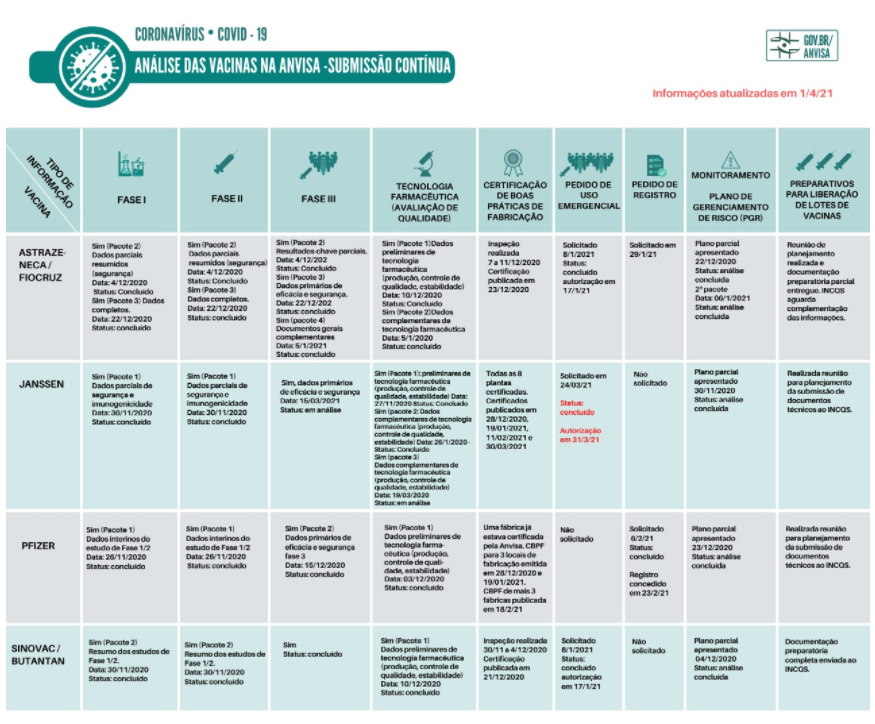 CORONAVÍRUS • COVID - 19
ANÁLISE DAS VACINAS NA ANVISA -SUBMISSÃO CONTÍNUA
GOV.BR/
ANVISA
Informações atualizadas em 1/4/21
TIPO DE
INFORMAÇÃO
VACINA
FASE I
FASE II
FASE III
TECNOLOGIA
FARMACÊUTICA
(AVALIAÇÃO DE
QUALIDADE)
CERTIFICAÇÃO
DE BOAS
PRÁTICAS DE
FABRICAÇÃO
PEDIDO DE
USO
EMERGENCIAL
PEDIDO DE
REGISTRO
MONITORAMENTO
PLANO DE
GERENCIAMENTO
DE RISCO (PGR)
PREPARATIVOS
PARA LIBERAÇÃO
DE LOTES DE
VACINAS
ASTRAZE-
NECA /
FIOCRUZ
Sim (Pacote 2)
Dados parciais
resumidos
(segurança)
Data: 4/12/2020
Status: Concluído
Sim (Pacote 3) Dados
completos.
Data: 22/12/2020
Status: concluído
Sim (Pacote 2)
Dados parciais
resumidos (segurança)
Data: 4/12/2020
Status: Concluído
Sim (Pacote 3)
Dados completos.
Data: 22/12/2020
Status: concluído
Sim (Pacote 2)
Resultados-chave parciais.
Data: 4/12/202
Status: Concluído
Sim (Pacote 3)
Dados primários de
eficácia e segurança.
Data: 22/12/202
Status: concluído
Sim (pacote 4)
Documentos gerais
complementares
Data: 5/1/2021
Status: concluído
Sim (Pacote 1)Dados
preliminares de
tecnologia
farmacêutica
(produção, controle
de qualidade, estabilidade)
Data: 10/12/2020
Status: Concluído
Sim (Pacote 2)Dados
complementares de
tecnologia farmacêutica
Data: 5/1/2020
Status: concluído
Inspeção
realizada
7 a 11/12/2020
Certificação
publicada em
23/12/2020
Solicitado
8/1/2021
Status:
concluído
autorização em
17/1/21
Solicitado em
29/1/21
Plano parcial
apresentado
22/12/2020
Status: análise
concluída
2º pacote
Data: 06/1/2021
Status: análise
concluída
Reunião de
planejamento
realizada e
documentação
preparatória parcial
entregue. INCQS
aguarda
complementação
das informações.
JANSSEN
Sim (Pacote 1)
Dados parciais de
segurança e
imunogenicidade
Data: 30/11/2020
Status: concluído
Sim (Pacote 1)
Dados parciais de
segurança e
imunogenicidade
Data: 30/11/2020
Status: concluído
Sim, dados primários
de eficácia e segurança
Data: 15/03/2021
Status: em análise
Sim (Pacote 1): preliminares de
tecnologia farmacêutica
(produção, controle de
qualidade, estabilidade) Data:
27/11/2020 Status: Concluído
Sim (pacote 2: Dados
complementares de tecnologia
farmacêutica (produção,
controle de qualidade,
estabilidade) Data: 26/1/2020 -
Status: Concluído
Sim (pacote 3)
Dados complementares de
tecnologia farmacêutica
(produção, controle de
qualidade, estabilidade)
Data: 19/03/2020
Status: em análise
Todas as 8
plantas
certificadas.
Certificados
publicados em
28/12/2020,
19/01/2021,
11/02/2021 e
30/03/2021
Solicitado em
24/03/21
Status:
concluído
Autorização
em 31/3/21
Não
solicitado
Plano parcial
apresentado
30/11/2020
Status: análise
concluída
Realizada reunião
para planejamento
da submissão de
documentos
técnicos ao INCQS.
PFIZER
Sim (Pacote 1)
Dados interinos do
estudo de Fase 1/2
Data: 26/11/2020
Status: concluído
Sim (Pacote 1)
Dados interinos do
estudo de Fase 1/2
Data: 26/11/2020
Status: concluído
Sim (Pacote 2)
Dados primários de
eficácia e segurança
fase 3
Data: 15/12/2020
Status: concluído
Sim (Pacote 1)
Dados preliminares de
tecnologia farma-
cêutica (produção,
controle de quali-
dade, estabilidade)
Data: 03/12/2020
Status: concluído
Uma fábrica já
estava certificada
pela Anvisa. CBPF
para 3 locais de
fabricação emitida
em 28/12/2020 e
19/01/2021.
CBPF de mais 3
fábricas publicada
em 18/2/21
Não
solicitado
Solicitado
6/2/21
Status:
concluído
Registro
concedido
em 23/2/21
Plano parcial
apresentado
23/12/2020
Status: análise
concluída
Realizada reunião
para planejamento
da submissão de
documentos
técnicos ao INCQS.
SINOVAC /
BUTANTAN
Sim (Pacote 2)
Resumo dos estudos de
Fase 1/2.
Data: 30/11/2020
Status: concluído
Sim (Pacote 2)
Resumo dos estudos de
Fase 1/2.
Data: 30/11/2020
Status: concluído
Sim
Status: concluído
Sim (Pacote 1)
Dados preliminares de
tecnologia farmacêutica
(produção, controle de
qualidade, estabilidade)
Data: 10/12/2020
Status: concluído
Inspeção realizada
30/11 a 4/12/2020
Certificação
publicada em
21/12/2020
Solicitado
8/1/2021
Status:
concluído
autorização
em 17/1/21
Não
solicitado
Plano parcial
apresentado
04/12/2020
Status: análise
concluída
Documentação
preparatória
completa enviada ao
INCQS.